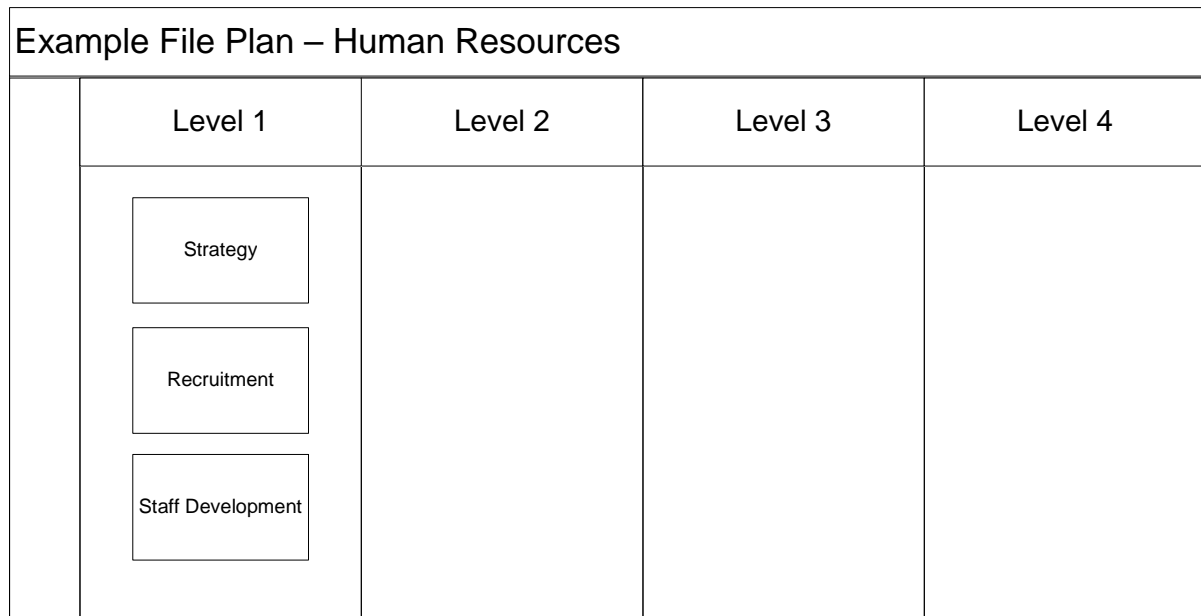 Example File Plan – Human Resources
Level 1 Level 2 Level 3 Level 4
Strategy
Recruitment
Staff Development